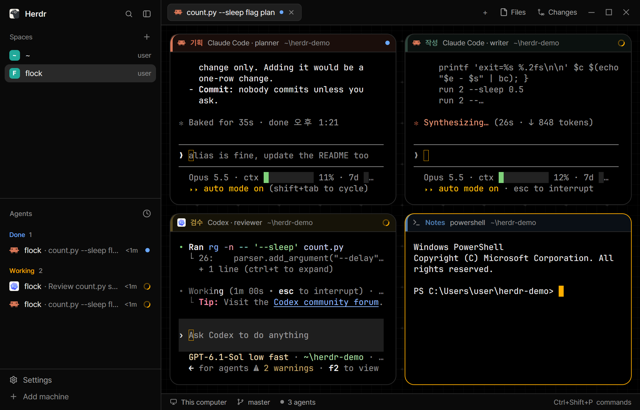 Herdr
Spaces
~ user
F flock user
Agents
Done 1
flock · count.py --sleep fl... <1m
Working 2
flock · Review count.py s... <1m
flock · count.py --sleep fl... <1m
Settings
Add machine
count.py --sleep flag plan
Files
Changes
기획 Claude Code · planner ~\herdr-demo
change only. Adding it would be a
one-row change.
- Commit: nobody commits unless you
ask.
Baked for 35s · done 오후 1:21
❯ alias is fine, update the README too
Opus 5.5 · ctx 11% · 7d …
auto mode on (shift+tab to cycle)
작성 Claude Code · writer ~\herdr-demo
printf 'exit=%s %.2fs\n\n' $c $(echo
"$e - $s" | bc); }
run 2 --sleep 0.5
run 2 --…
Synthesizing… (26s · ↓ 848 tokens)
❯
Opus 5.5 · ctx 12% · 7d …
auto mode on · esc to interrupt
검수 Codex · reviewer ~\herdr-demo
• Ran rg -n -- '--sleep' count.py
└ 26: parser.add_argument("--delay"…
+ 1 line (ctrl+t to expand)
• Working (1m 00s • esc to interrupt) · …
└ Tip: Visit the Codex community forum.
› Ask Codex to do anything
GPT-6.1-Sol low fast · ~\herdr-demo · …
← for agents ⚠ 2 warnings · f2 to view
Notes powershell ~\herdr-demo
Windows PowerShell
Copyright (C) Microsoft Corporation. All
rights reserved.
PS C:\Users\user\herdr-demo>
This computer
master
3 agents
Ctrl+Shift+P commands